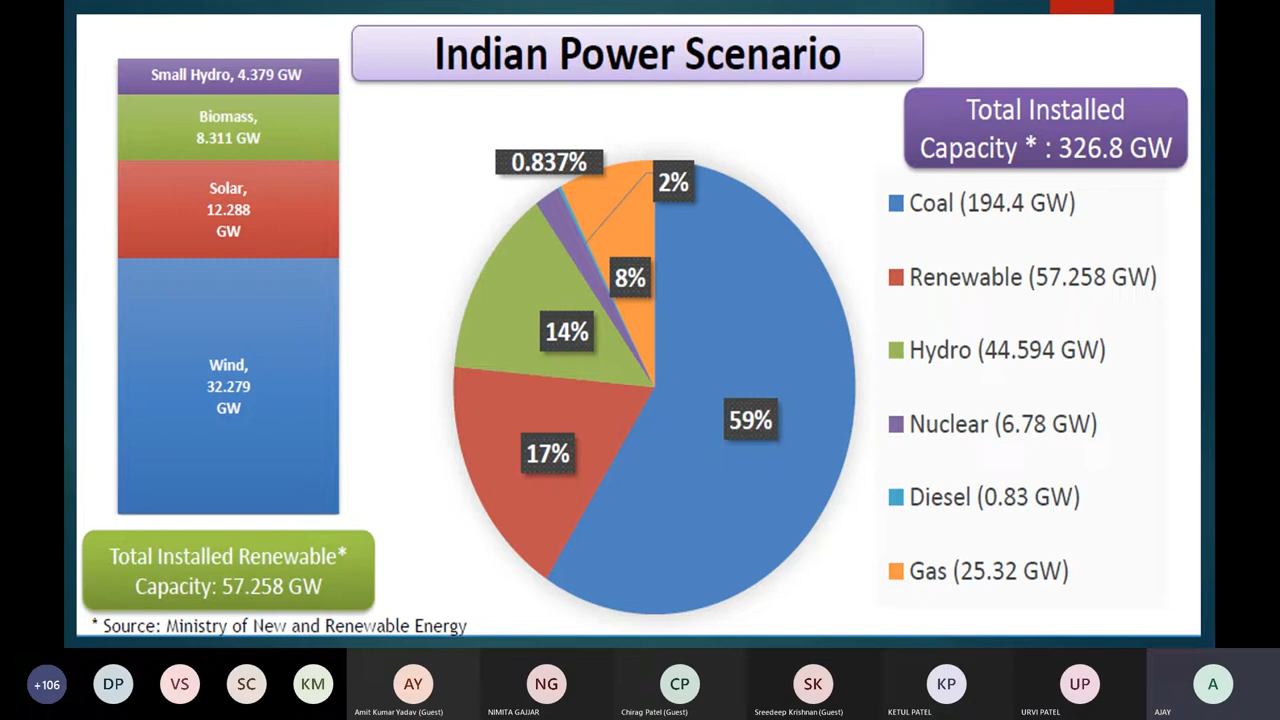 Indian Power Scenario
Small Hydro, 4.379 GW
Biomass,
8.311 GW
Solar,
12.288
GW
Wind,
32.279
GW
Total Installed Renewable*
Capacity: 57.258 GW
* Source: Ministry of New and Renewable Energy
0.837%
2%
8%
14%
17%
59%
Total Installed
Capacity * : 326.8 GW
Coal (194.4 GW)
Renewable (57.258 GW)
Hydro (44.594 GW)
Nuclear (6.78 GW)
Diesel (0.83 GW)
Gas (25.32 GW)
+106
DP
VS
SC
KM
AY
Amit Kumar Yadav (Guest)
NG
NIMITA GAJJAR
CP
Chirag Patel (Guest)
SK
Sreedeep Krishnan (Guest)
KP
KETUL PATEL
UP
URVI PATEL
A
AJAY